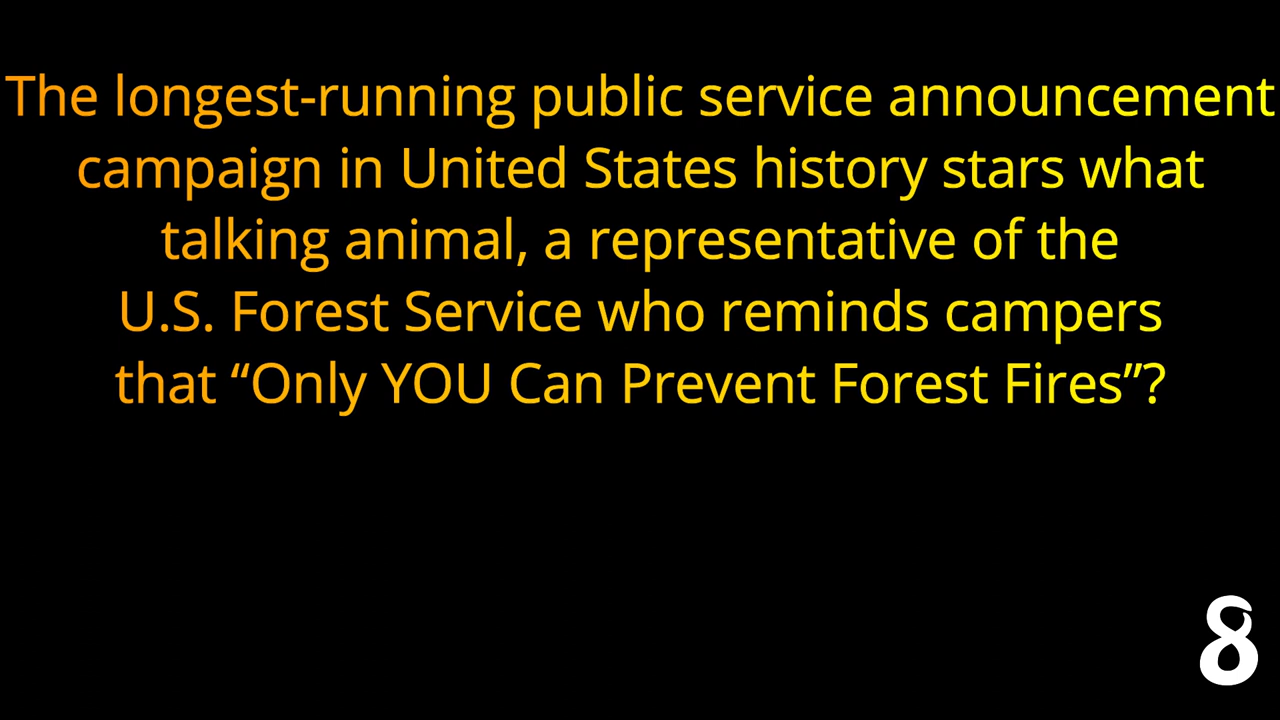 The longest-running public service announcement
campaign in United States history stars what
talking animal, a representative of the
U.S. Forest Service who reminds campers
that “Only YOU Can Prevent Forest Fires”?
8